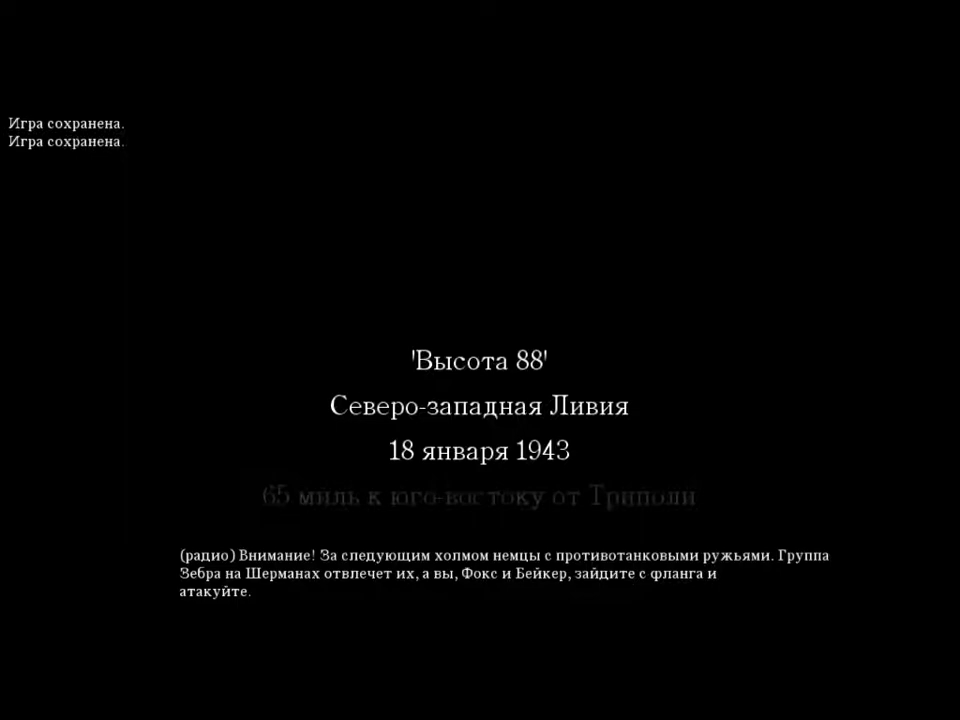 Игра сохранена.
Игра сохранена.
'Высота 88'
Северо-западная Ливия
18 января 1943
65 миль к юго-востоку от Триполи
(радио) Внимание! За следующим холмом немцы с противотанковыми ружьями. Группа
Зебра на Шерманах отвлечет их, а вы, Фокс и Бейкер, зайдите с фланга и
атакуйте.